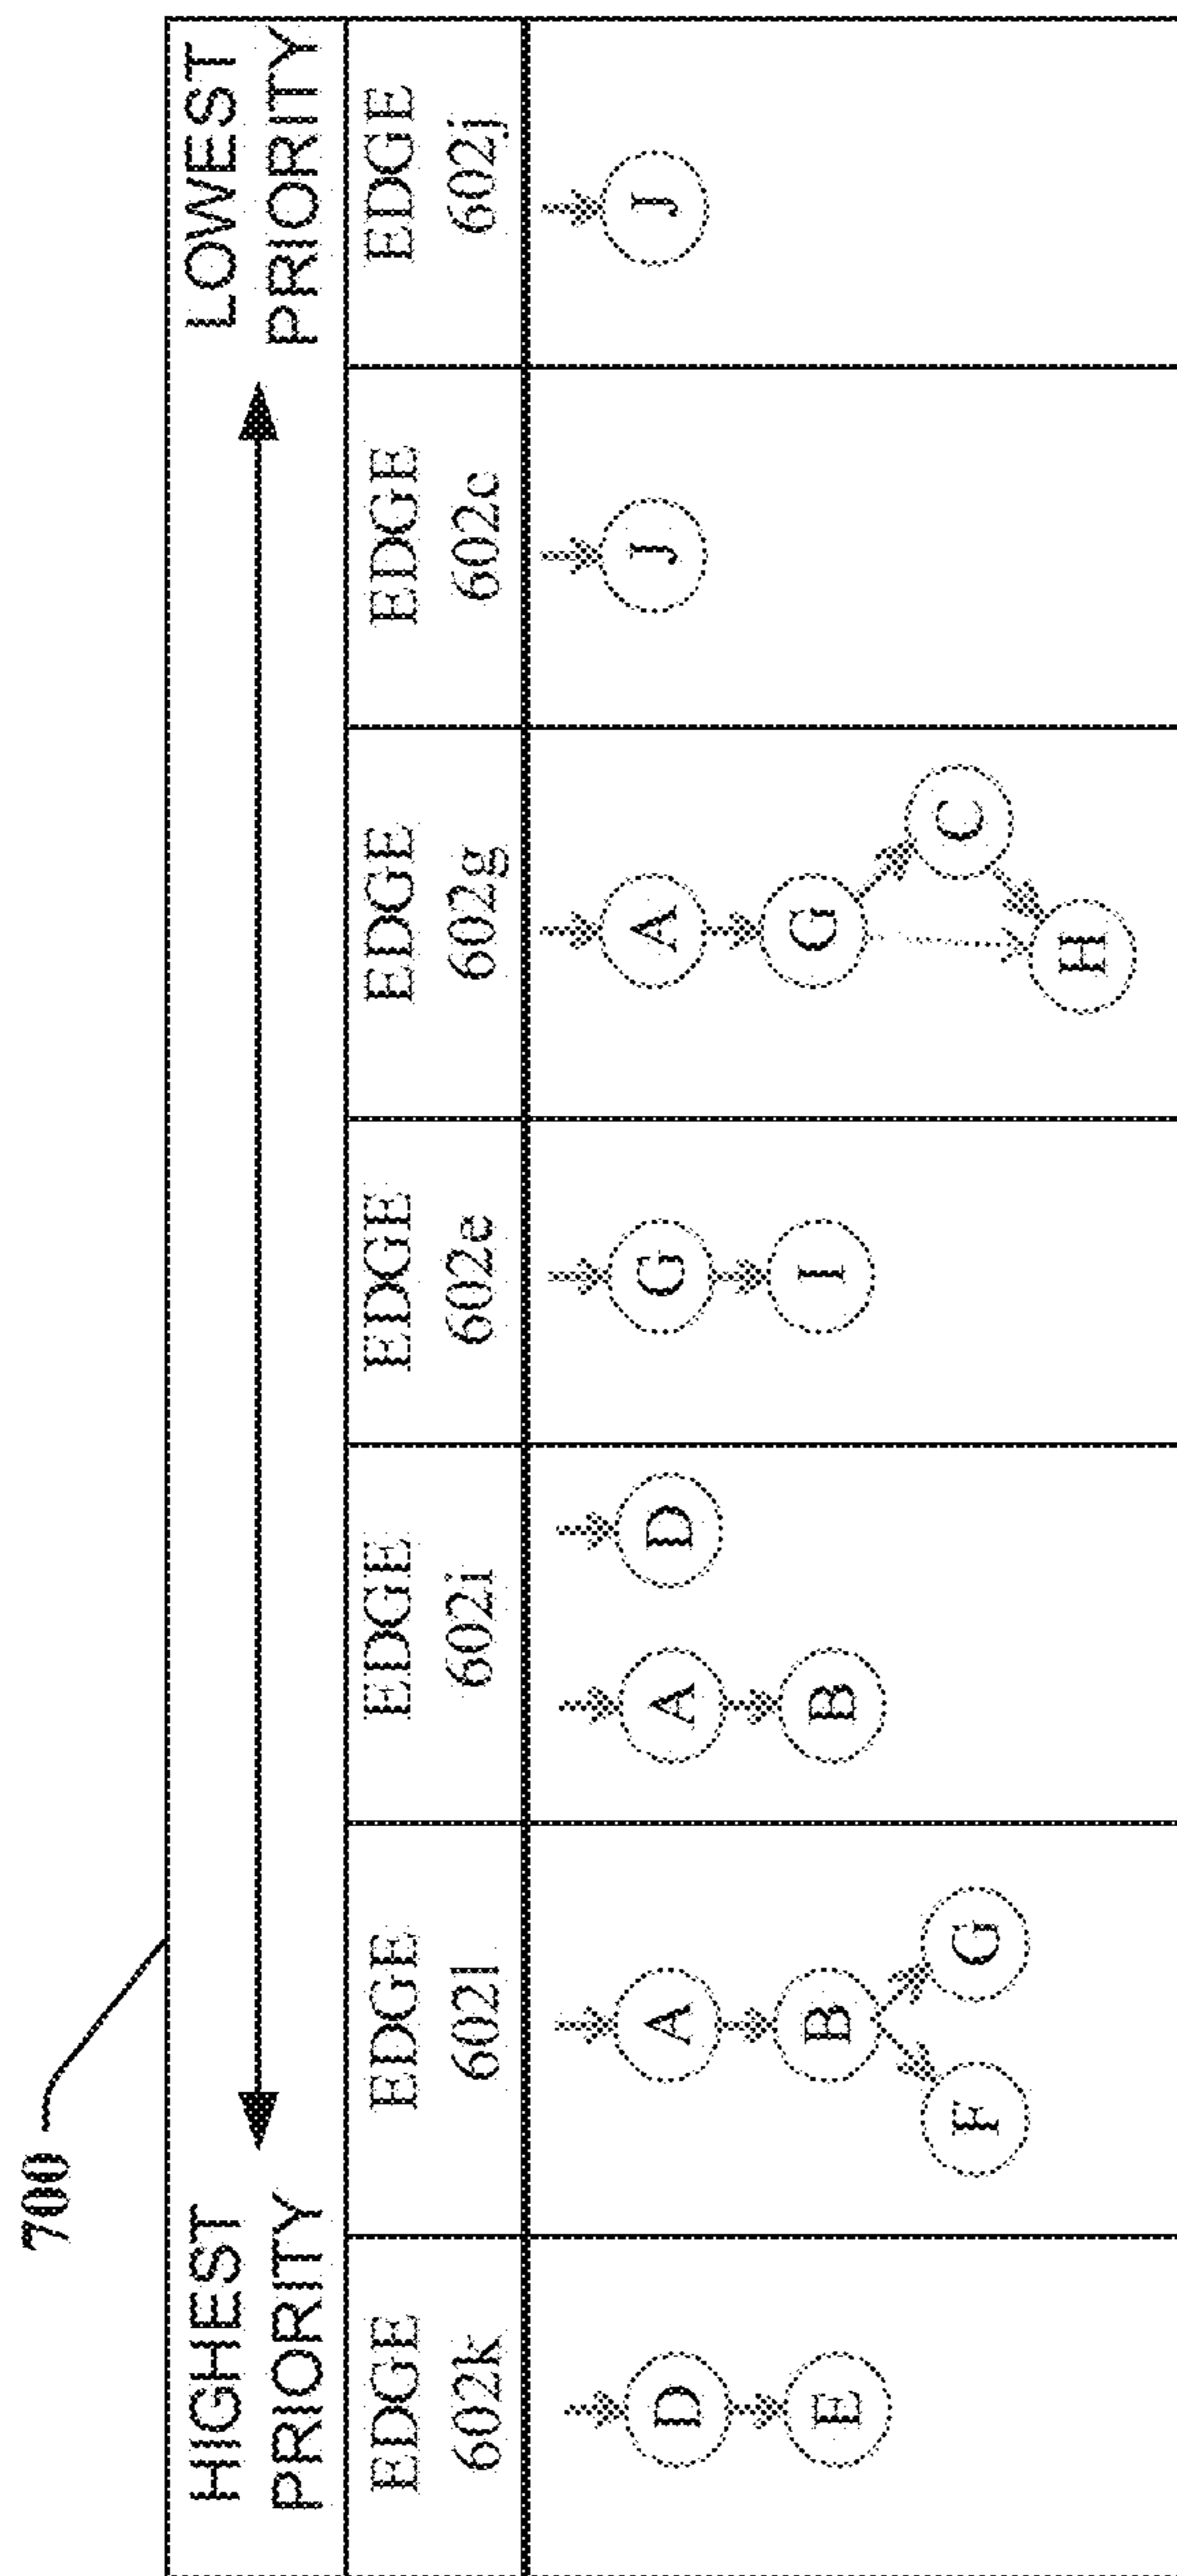 700
HIGHEST
PRIORITY
LOWEST
PRIORITY
EDGE
602k
EDGE
602l
EDGE
602i
EDGE
602e
EDGE
602g
EDGE
602c
EDGE
602j
D
E
A
B
F
G
A
B
D
G
I
A
G
C
H
J
J